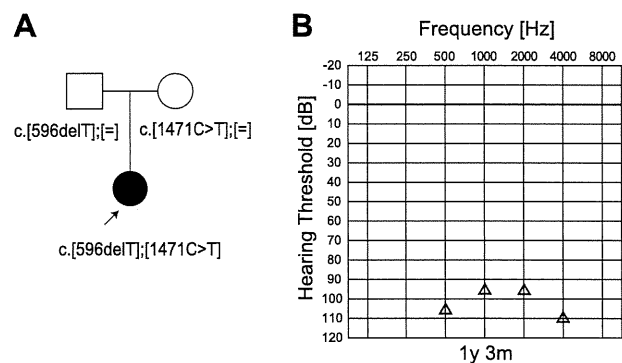 A
c.[596delT];[=]
c.[1471C>T];[=]
c.[596delT];[1471C>T]
B
Frequency [Hz]
125 250 500 1000 2000 4000 8000
Hearing Threshold [dB]
-20
-10
0
10
20
30
40
50
60
70
80
90
100
110
120
1y 3m